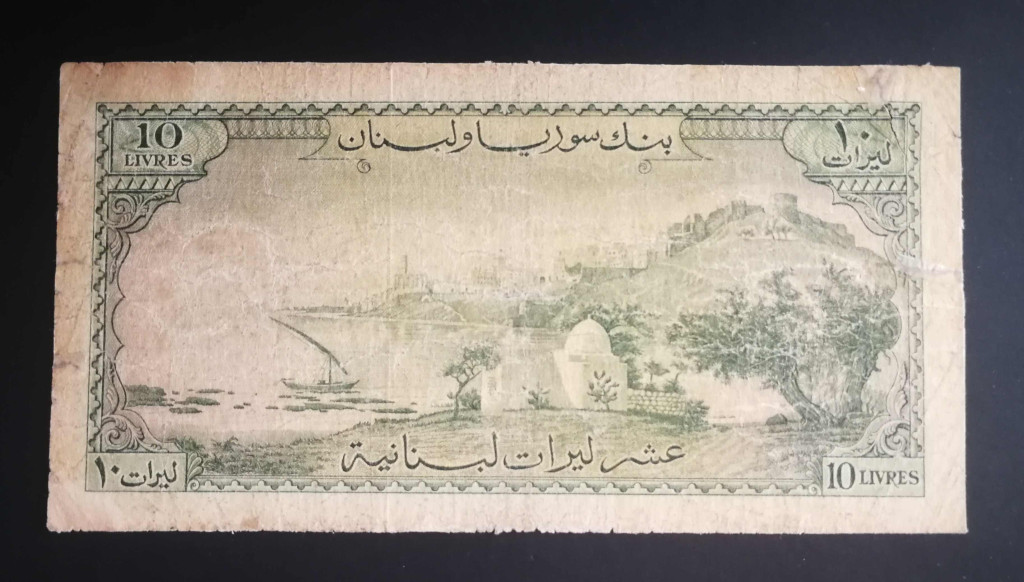 10
LIVRES
بنك سوريا ولبنان
١٠
ليرات
عشر ليرات لبنانية
١٠ ليرات
10 LIVRES